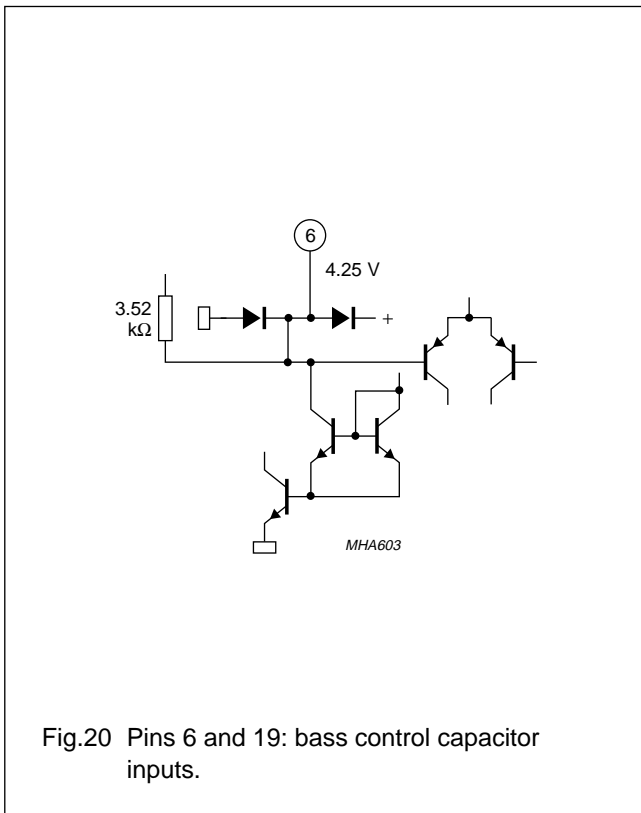 6
4.25 V
3.52
kΩ
+
MHA603
Fig.20 Pins 6 and 19: bass control capacitor
inputs.